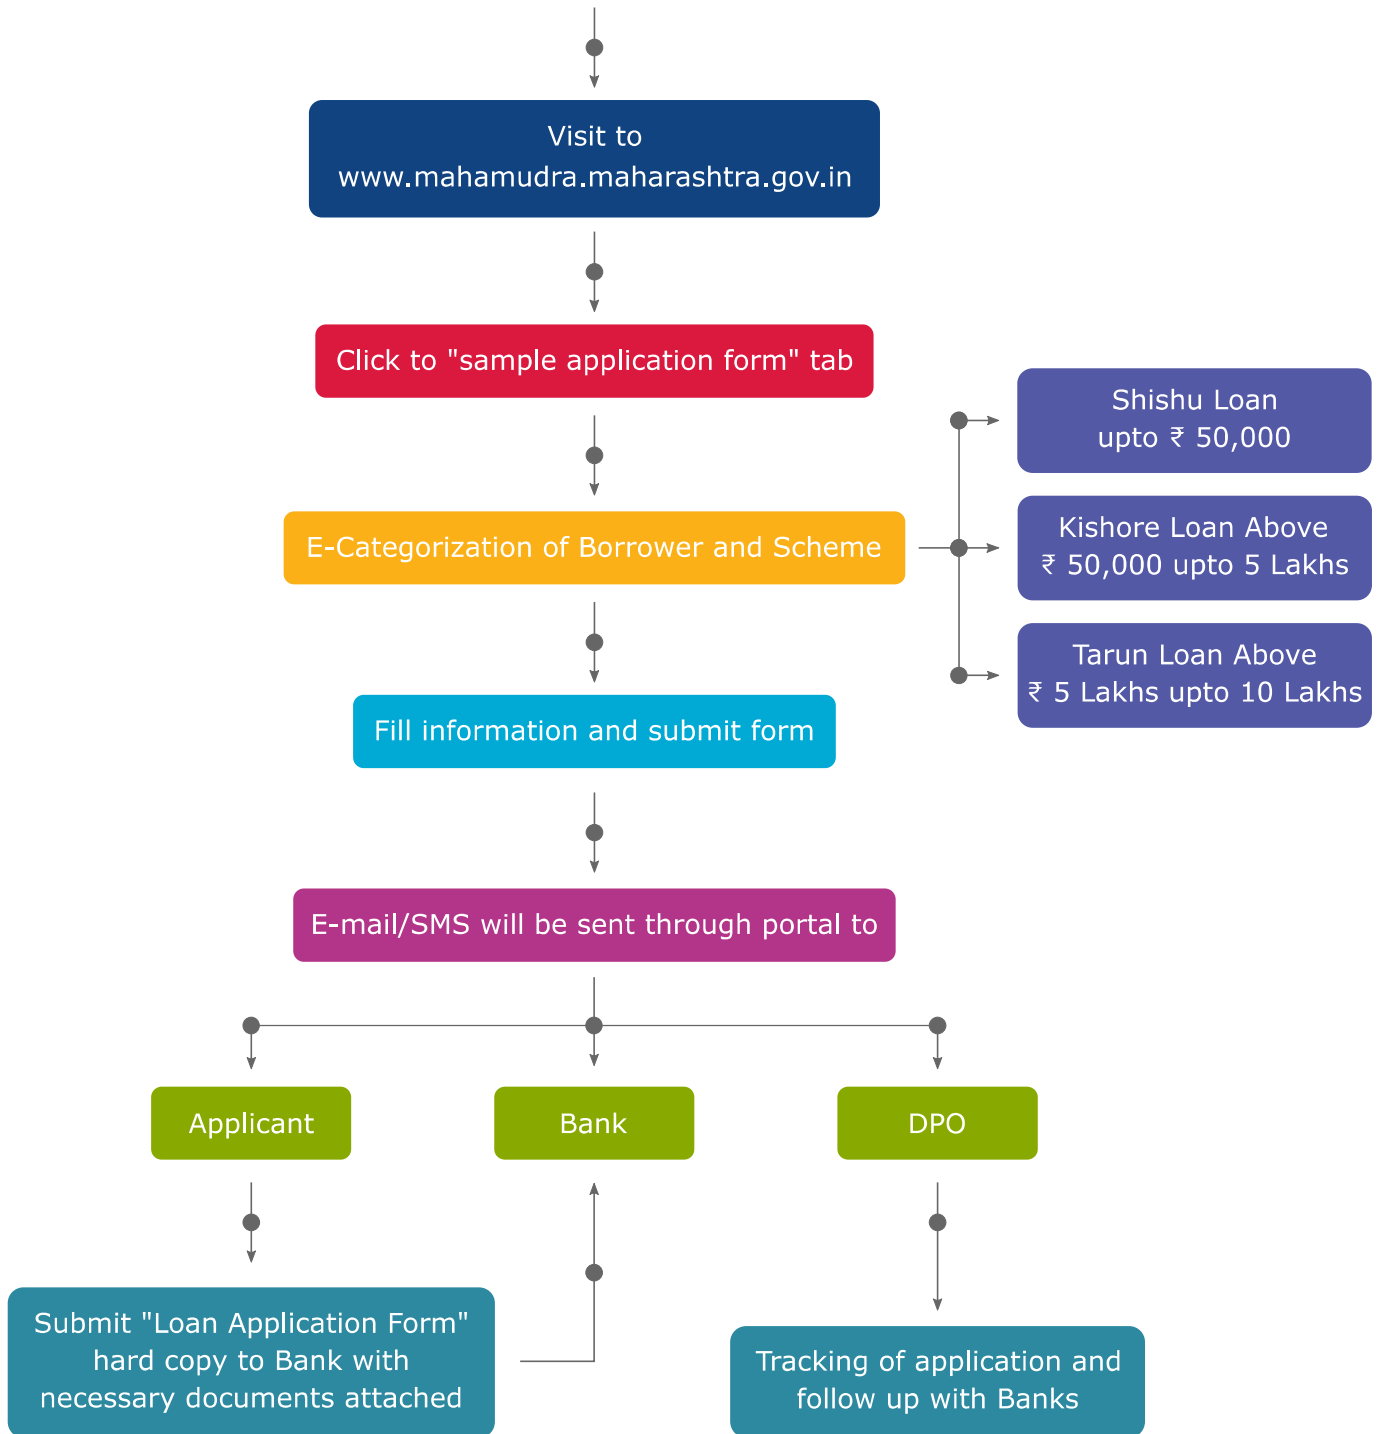 Visit to
www.mahamudra.maharashtra.gov.in
Click to "sample application form" tab
Shishu Loan
upto ₹ 50,000
E-Categorization of Borrower and Scheme
Kishore Loan Above
₹ 50,000 upto 5 Lakhs
Tarun Loan Above
₹ 5 Lakhs upto 10 Lakhs
Fill information and submit form
E-mail/SMS will be sent through portal to
Applicant
Bank
DPO
Submit "Loan Application Form"
hard copy to Bank with
necessary documents attached
Tracking of application and
follow up with Banks